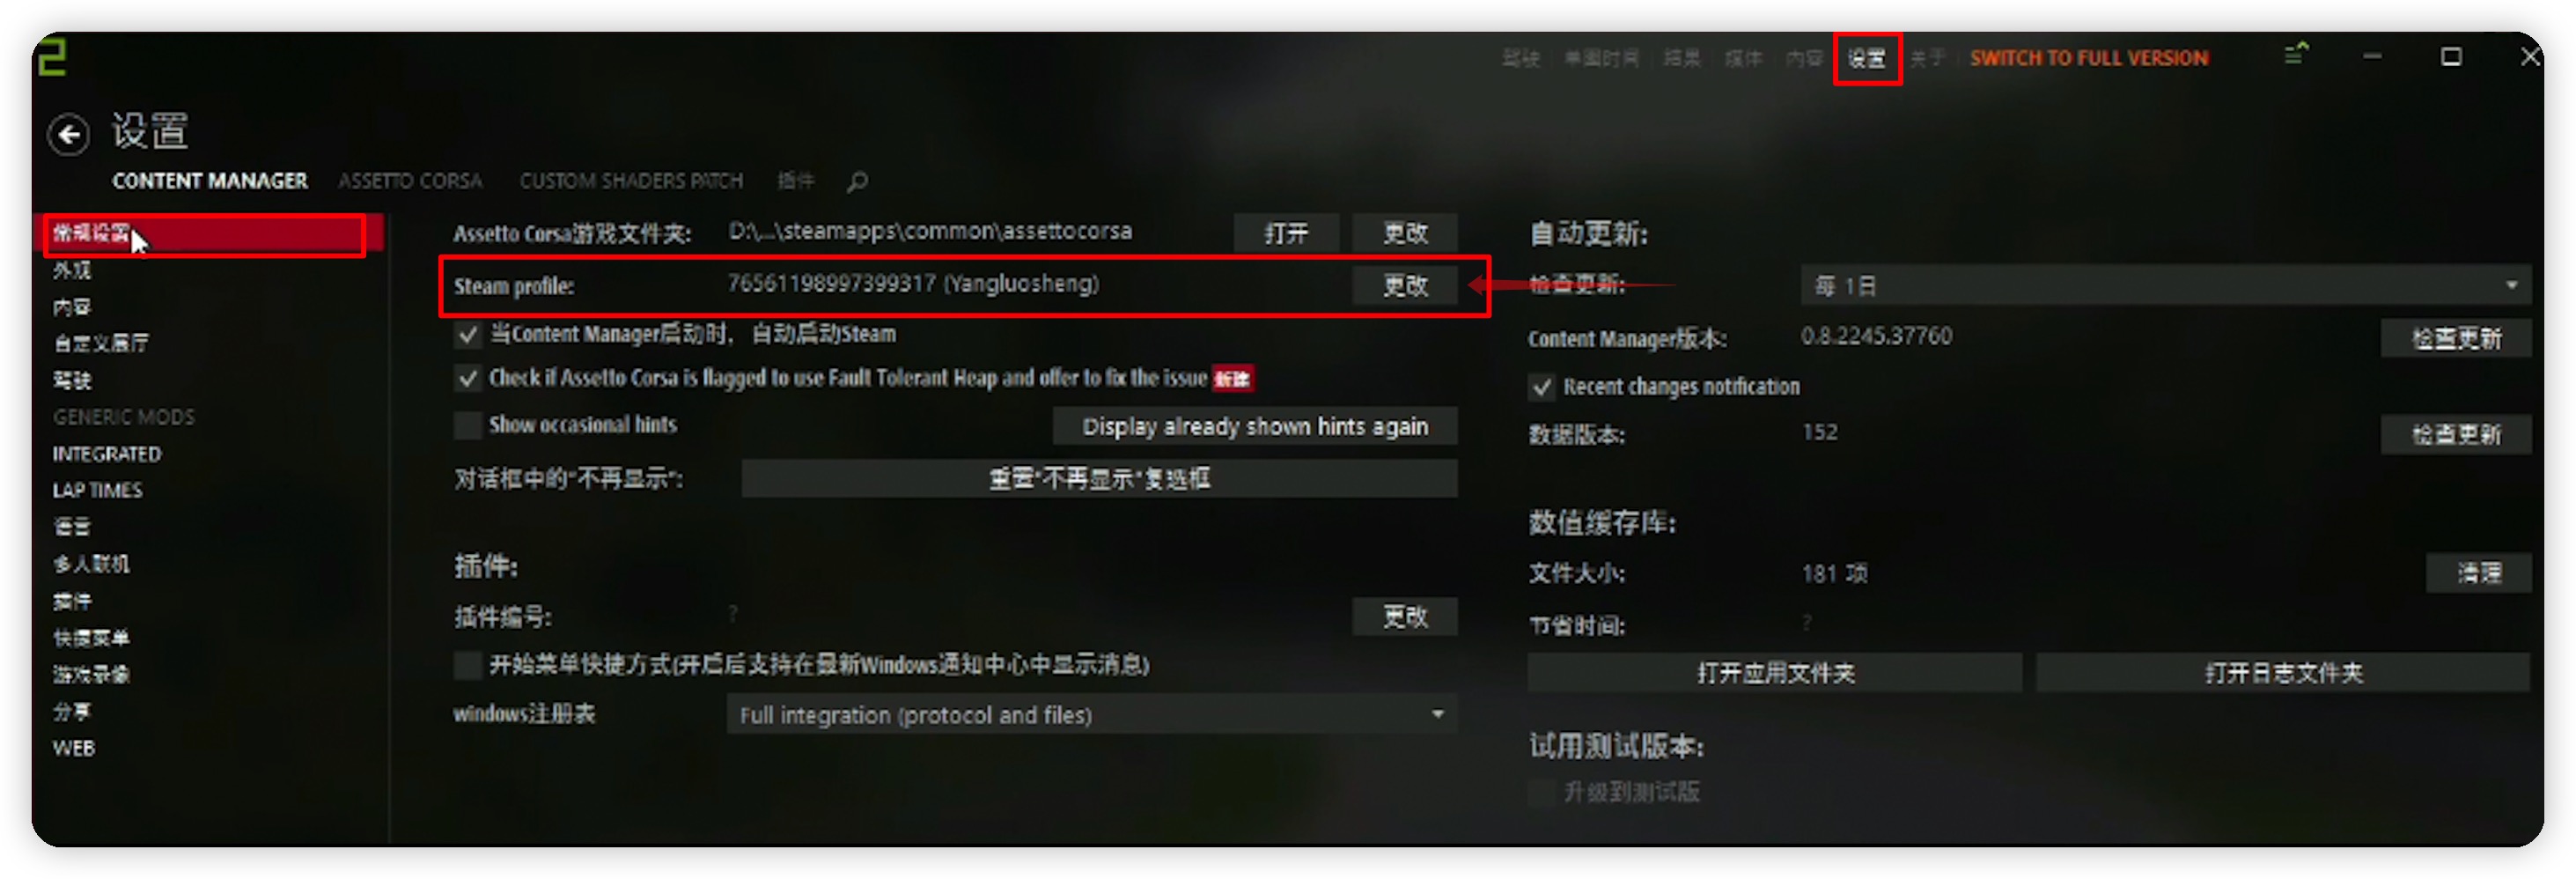 驾驶 单圈时间 结果 媒体 内容 设置 关于 SWITCH TO FULL VERSION
设置
CONTENT MANAGER ASSETTO CORSA CUSTOM SHADERS PATCH 插件
常规设置
外观
内容
自定义展厅
驾驶
GENERIC MODS
INTEGRATED
LAP TIMES
语言
多人联机
插件
快捷菜单
游戏录像
分享
WEB
Assetto Corsa游戏文件夹: D:\...\steamapps\common\assettocorsa 打开 更改
Steam profile: 76561198997399317 (Yangluosheng) 更改
当Content Manager启动时，自动启动Steam
Check if Assetto Corsa is flagged to use Fault Tolerant Heap and offer to fix the issue 新建
Show occasional hints Display already shown hints again
对话框中的"不再显示": 重置"不再显示"复选框
插件:
插件编号: ? 更改
开始菜单快捷方式(开启后支持在最新Windows通知中心中显示消息)
windows注册表 Full integration (protocol and files)
自动更新:
检查更新: 每 1日
Content Manager版本: 0.8.2245.37760 检查更新
Recent changes notification
数据版本: 152 检查更新
数值缓存库:
文件大小: 181 项 清理
节省时间: ?
打开应用文件夹 打开日志文件夹
试用测试版本:
升级到测试版